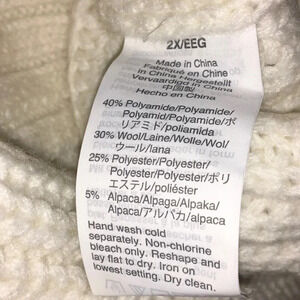 2X/EEG
Made in China
Fabriqué en Chine
In China Hergestellt
Vervaardigd in China
中国製
Hecho en China
40% Polyamide/Polyamide/
Polyamid/Polyamide/ポ
リアミド/poliamida
30% Wool/Laine/Wolle/Wol/
ウール/lana
25% Polyester/Polyester/
Polyester/Polyester/ポリ
エステル/poliéster
5% Alpaca/Alpaga/Alpaka/
Alpaca/アルパカ/alpaca
Hand wash cold
separately. Non-chlorine
bleach only. Reshape and
lay flat to dry. Iron on
lowest setting. Dry clean.